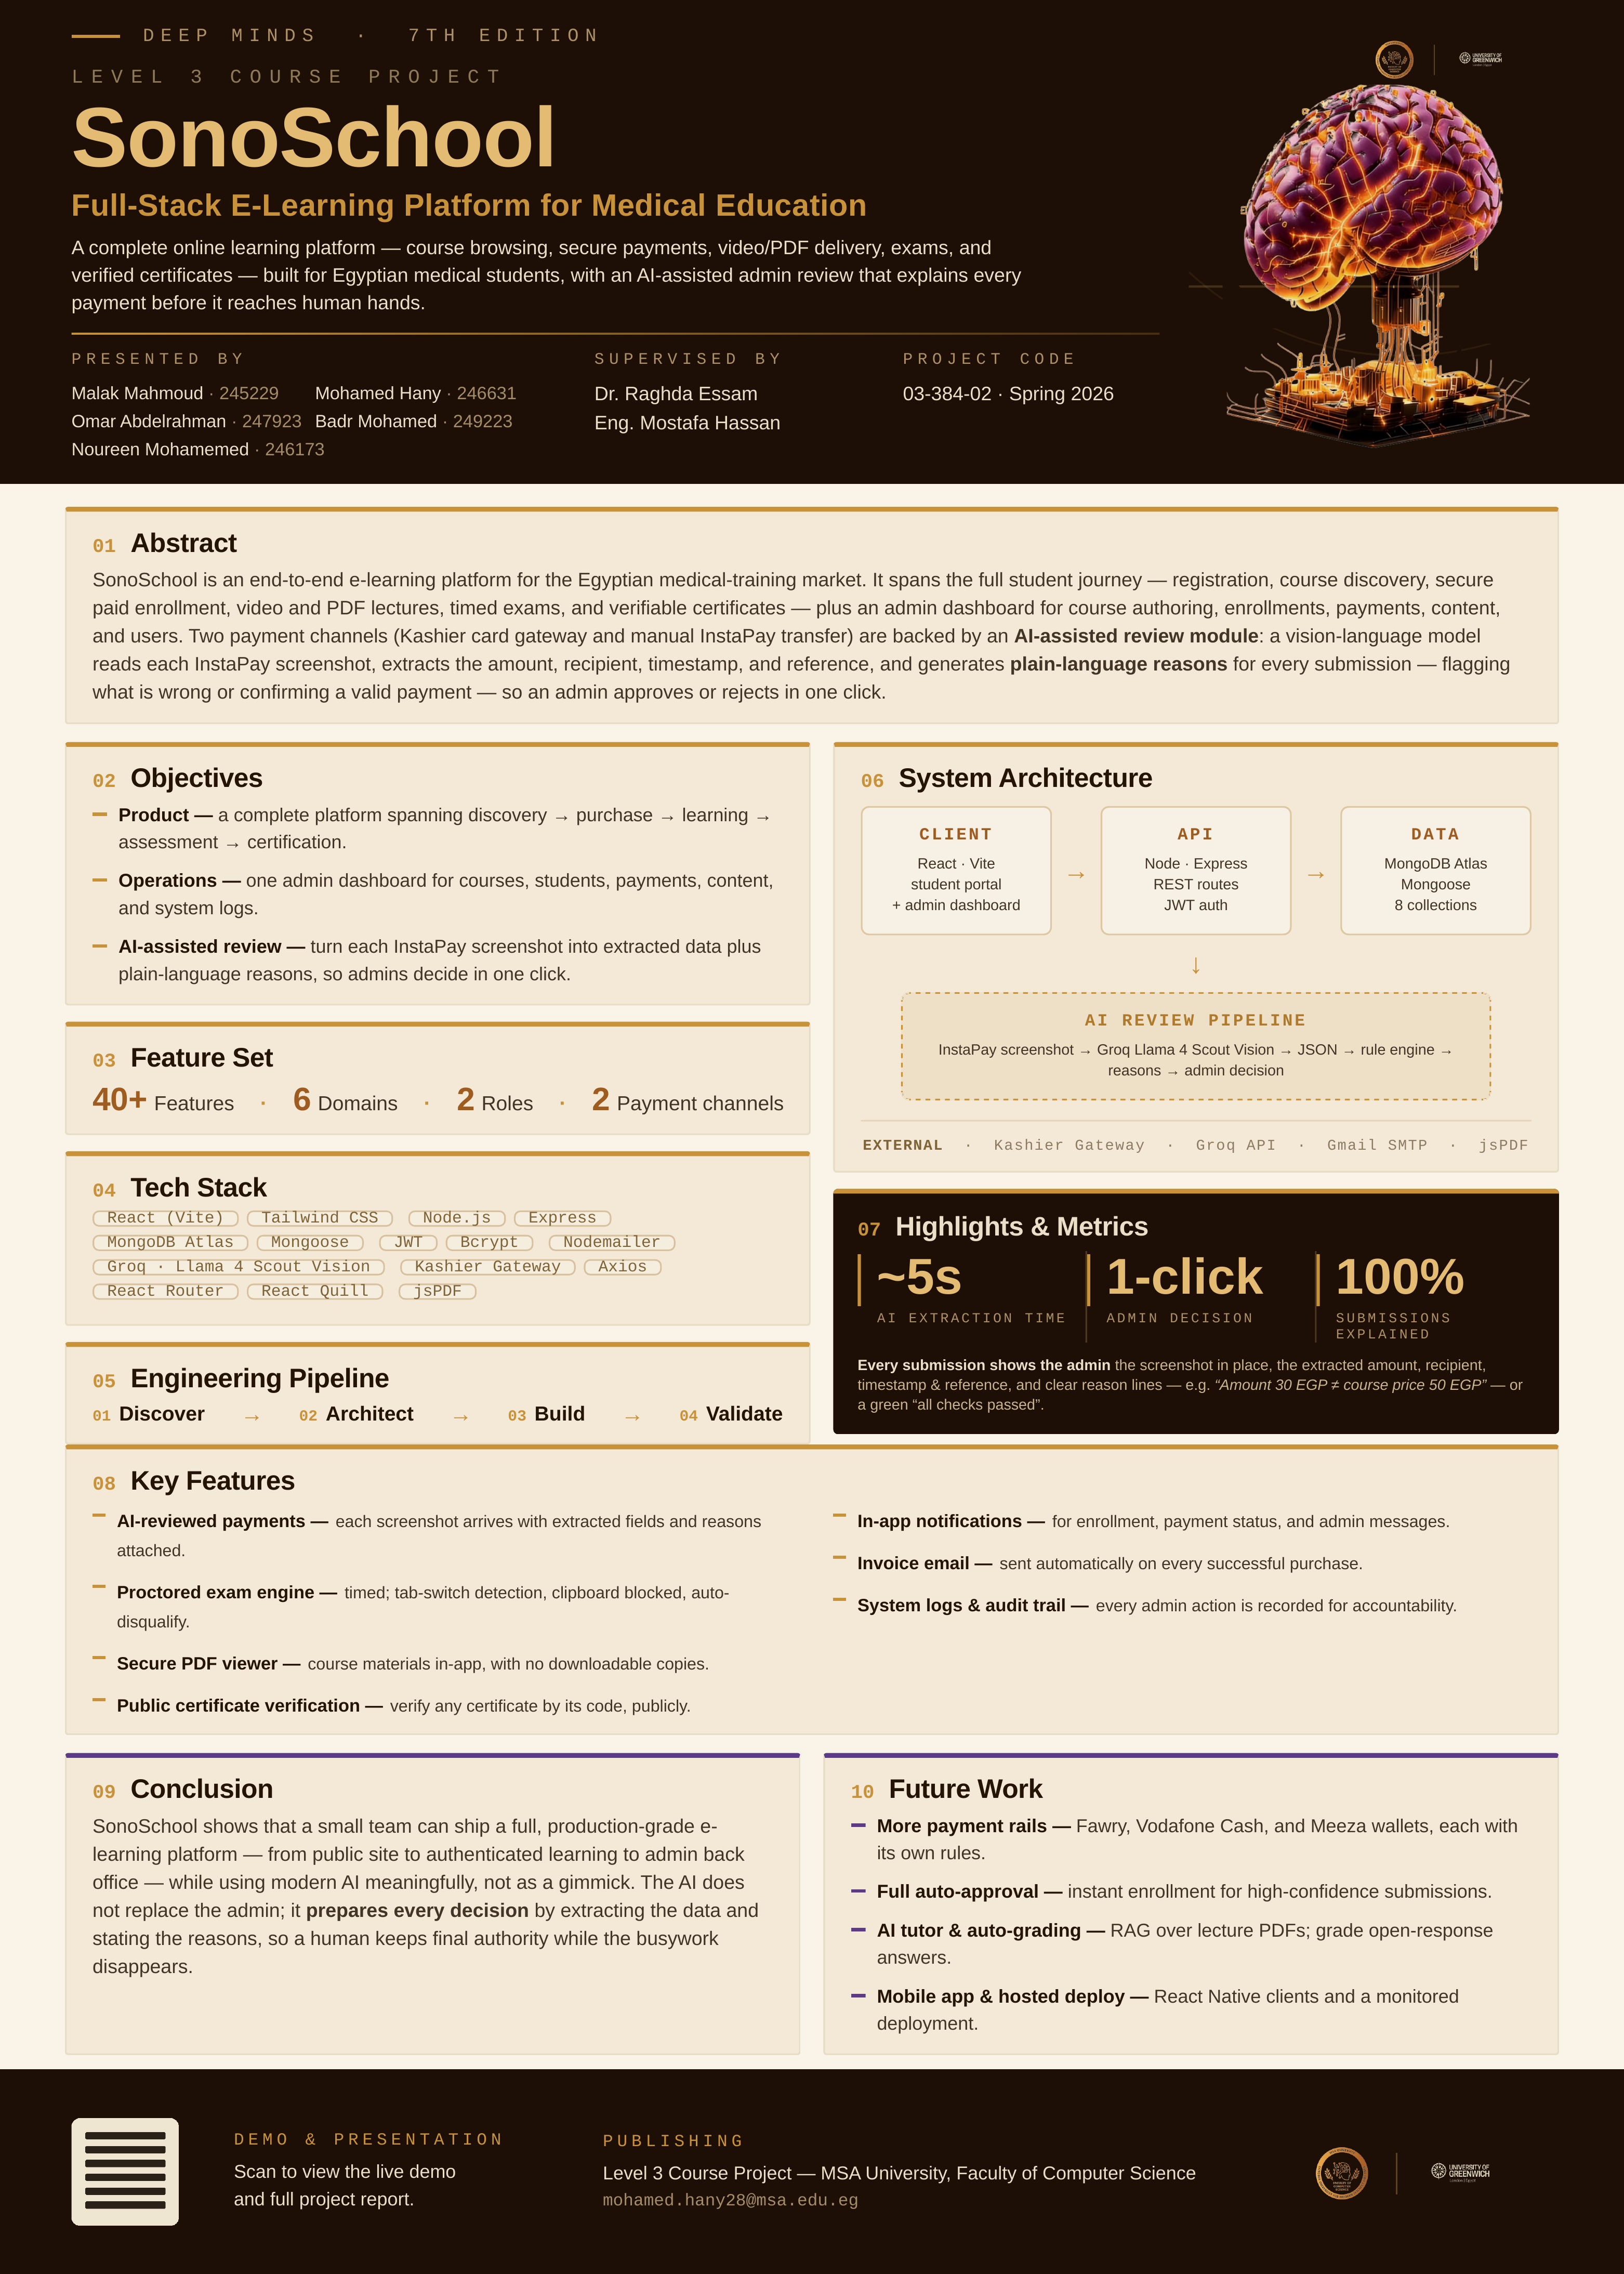 DEEP MINDS · 7TH EDITION
LEVEL 3 COURSE PROJECT
SonoSchool
Full-Stack E-Learning Platform for Medical Education
A complete online learning platform — course browsing, secure payments, video/PDF delivery, exams, and
verified certificates — built for Egyptian medical students, with an AI-assisted admin review that explains every
payment before it reaches human hands.
PRESENTED BY
Malak Mahmoud · 245229 Mohamed Hany · 246631
Omar Abdelrahman · 247923 Badr Mohamed · 249223
Noureen Mohamemed · 246173
SUPERVISED BY
Dr. Raghda Essam
Eng. Mostafa Hassan
PROJECT CODE
03-384-02 · Spring 2026
UNIVERSITY OF
GREENWICH
01 Abstract
SonoSchool is an end-to-end e-learning platform for the Egyptian medical-training market. It spans the full student journey — registration, course discovery, secure
paid enrollment, video and PDF lectures, timed exams, and verifiable certificates — plus an admin dashboard for course authoring, enrollments, payments, content,
and users. Two payment channels (Kashier card gateway and manual InstaPay transfer) are backed by an AI-assisted review module: a vision-language model
reads each InstaPay screenshot, extracts the amount, recipient, timestamp, and reference, and generates plain-language reasons for every submission — flagging
what is wrong or confirming a valid payment — so an admin approves or rejects in one click.
02 Objectives
Product — a complete platform spanning discovery → purchase → learning →
assessment → certification.
Operations — one admin dashboard for courses, students, payments, content,
and system logs.
AI-assisted review — turn each InstaPay screenshot into extracted data plus
plain-language reasons, so admins decide in one click.
03 Feature Set
40+ Features · 6 Domains · 2 Roles · 2 Payment channels
04 Tech Stack
React (Vite) Tailwind CSS Node.js Express
MongoDB Atlas Mongoose JWT Bcrypt Nodemailer
Groq · Llama 4 Scout Vision Kashier Gateway Axios
React Router React Quill jsPDF
05 Engineering Pipeline
01 Discover → 02 Architect → 03 Build → 04 Validate
06 System Architecture
CLIENT
React · Vite
student portal
+ admin dashboard
→
API
Node · Express
REST routes
JWT auth
→
DATA
MongoDB Atlas
Mongoose
8 collections
↓
AI REVIEW PIPELINE
InstaPay screenshot → Groq Llama 4 Scout Vision → JSON → rule engine →
reasons → admin decision
EXTERNAL · Kashier Gateway · Groq API · Gmail SMTP · jsPDF
07 Highlights & Metrics
~5s
AI EXTRACTION TIME
1-click
ADMIN DECISION
100%
SUBMISSIONS
EXPLAINED
Every submission shows the admin the screenshot in place, the extracted amount, recipient,
timestamp & reference, and clear reason lines — e.g. “Amount 30 EGP ≠ course price 50 EGP” — or
a green “all checks passed”.
08 Key Features
AI-reviewed payments — each screenshot arrives with extracted fields and reasons
attached.
Proctored exam engine — timed; tab-switch detection, clipboard blocked, auto-
disqualify.
Secure PDF viewer — course materials in-app, with no downloadable copies.
Public certificate verification — verify any certificate by its code, publicly.
In-app notifications — for enrollment, payment status, and admin messages.
Invoice email — sent automatically on every successful purchase.
System logs & audit trail — every admin action is recorded for accountability.
09 Conclusion
SonoSchool shows that a small team can ship a full, production-grade e-
learning platform — from public site to authenticated learning to admin back
office — while using modern AI meaningfully, not as a gimmick. The AI does
not replace the admin; it prepares every decision by extracting the data and
stating the reasons, so a human keeps final authority while the busywork
disappears.
10 Future Work
More payment rails — Fawry, Vodafone Cash, and Meeza wallets, each with
its own rules.
Full auto-approval — instant enrollment for high-confidence submissions.
AI tutor & auto-grading — RAG over lecture PDFs; grade open-response
answers.
Mobile app & hosted deploy — React Native clients and a monitored
deployment.
DEMO & PRESENTATION
Scan to view the live demo
and full project report.
PUBLISHING
Level 3 Course Project — MSA University, Faculty of Computer Science
mohamed.hany28@msa.edu.eg
UNIVERSITY OF
GREENWICH